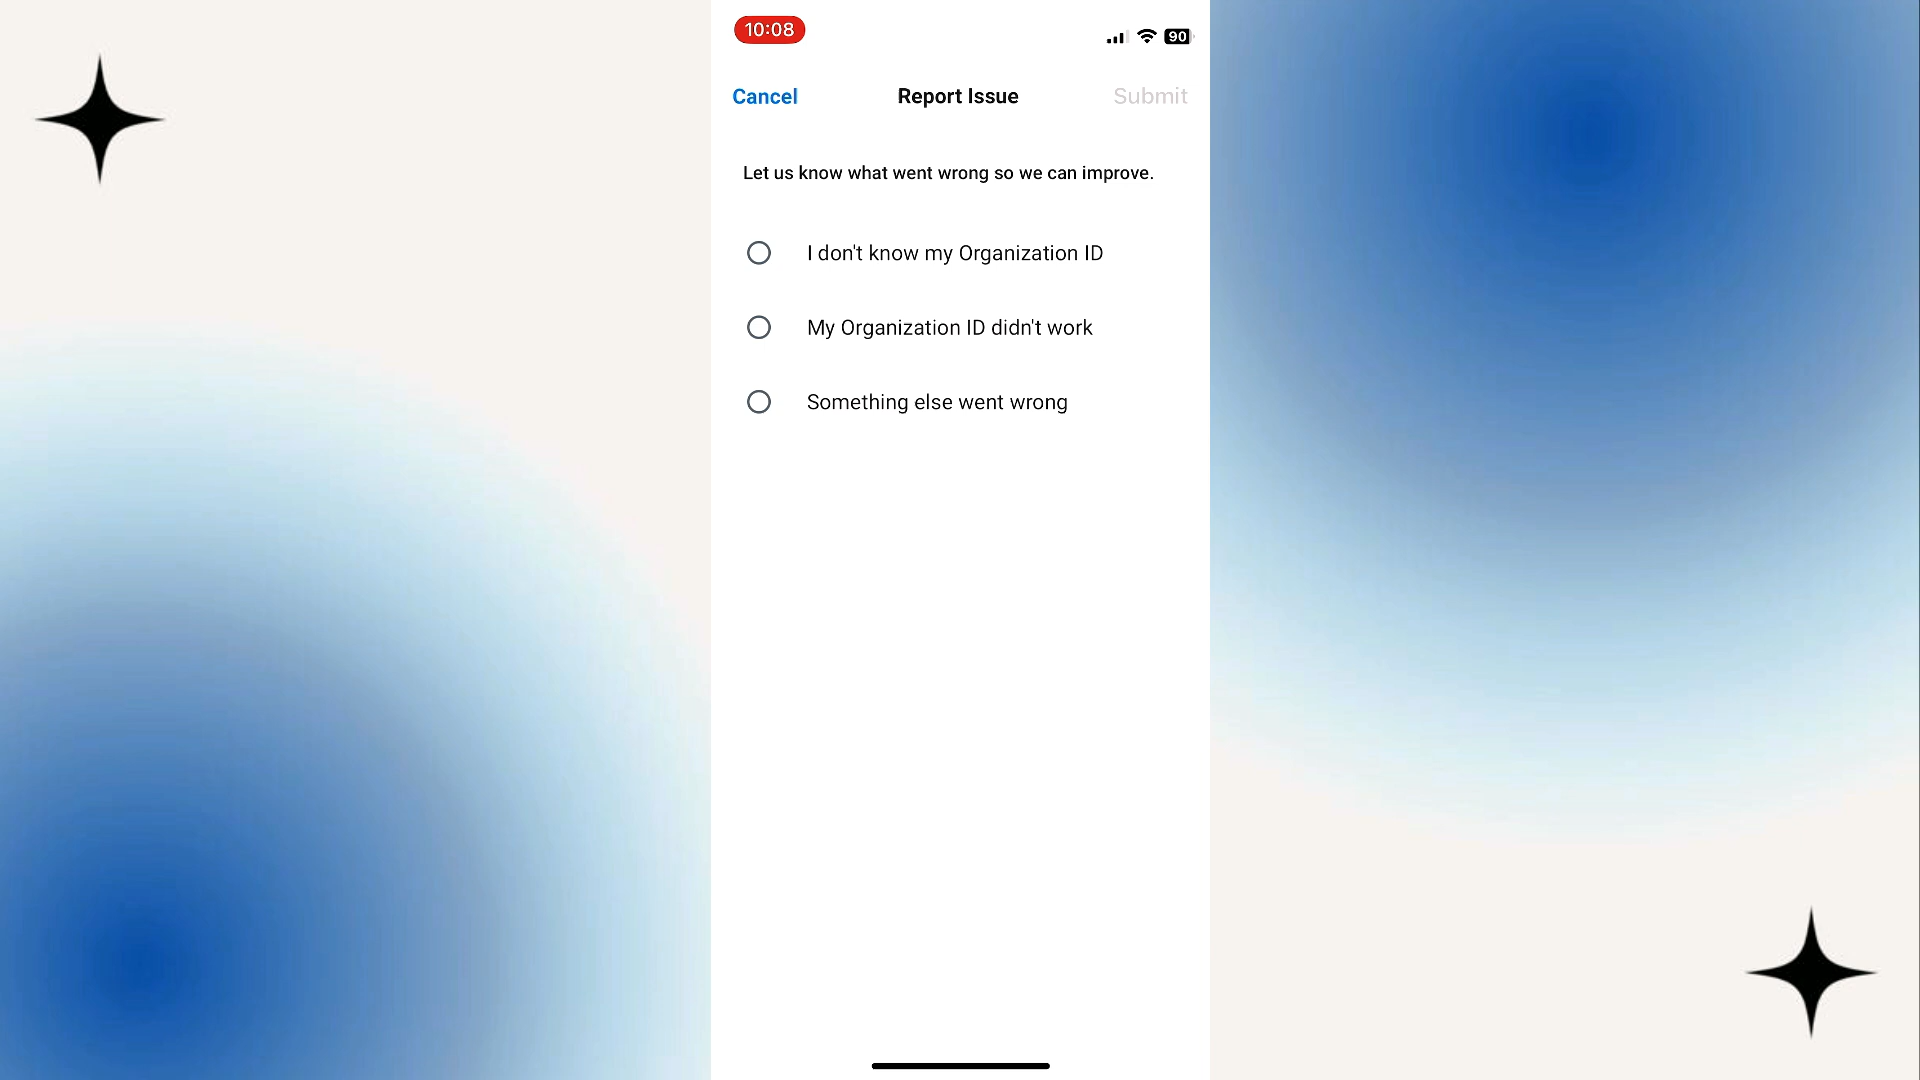 10:08
90
Cancel
Report Issue
Submit
Let us know what went wrong so we can improve.
I don't know my Organization ID
My Organization ID didn't work
Something else went wrong